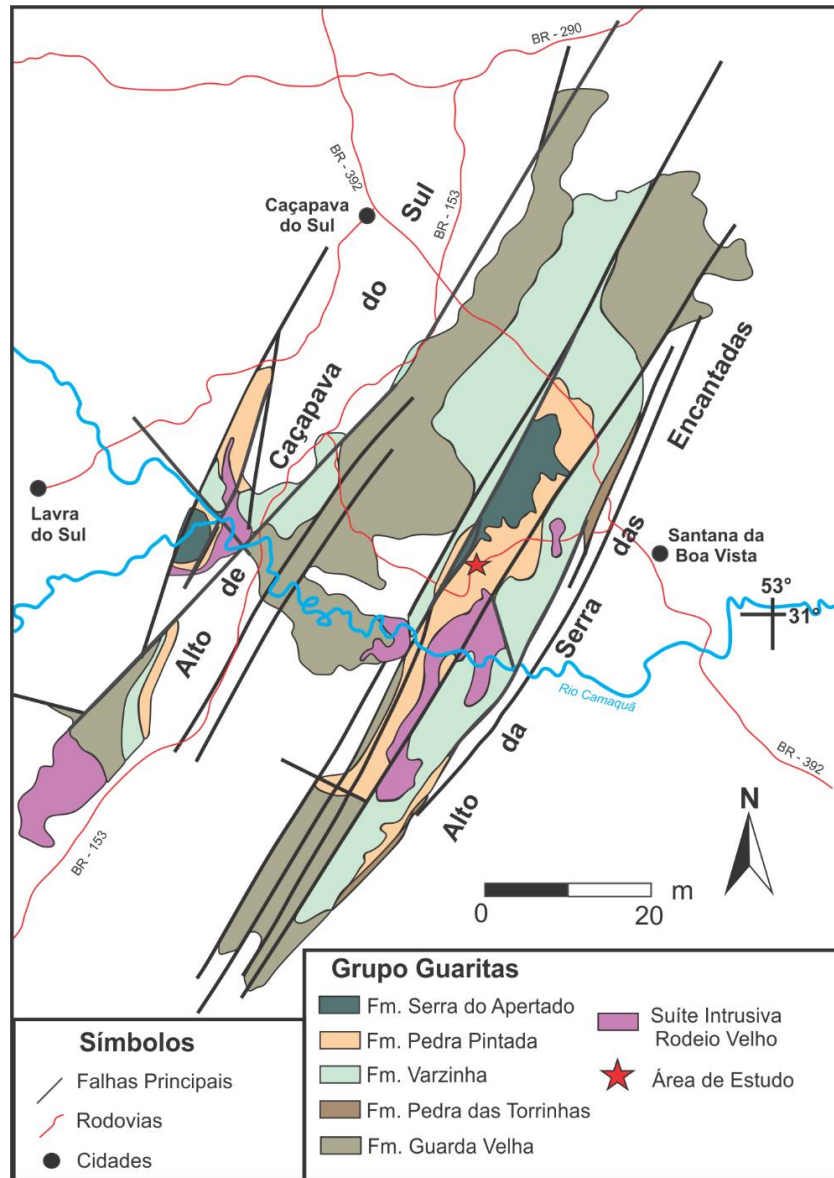 BR - 290
BR - 392
BR - 153
Caçapava
do Sul
Alto de Caçapava do Sul
Lavra
do Sul
Santana da
Boa Vista
Alto da Serra das Encantadas
53°
31°
Rio Camaquã
BR - 392
BR - 153
N
0 20 m
Símbolos
Falhas Principais
Rodovias
Cidades
Grupo Guaritas
Fm. Serra do Apertado
Fm. Pedra Pintada
Fm. Varzinha
Fm. Pedra das Torrinhas
Fm. Guarda Velha
Suíte Intrusiva
Rodeio Velho
Área de Estudo